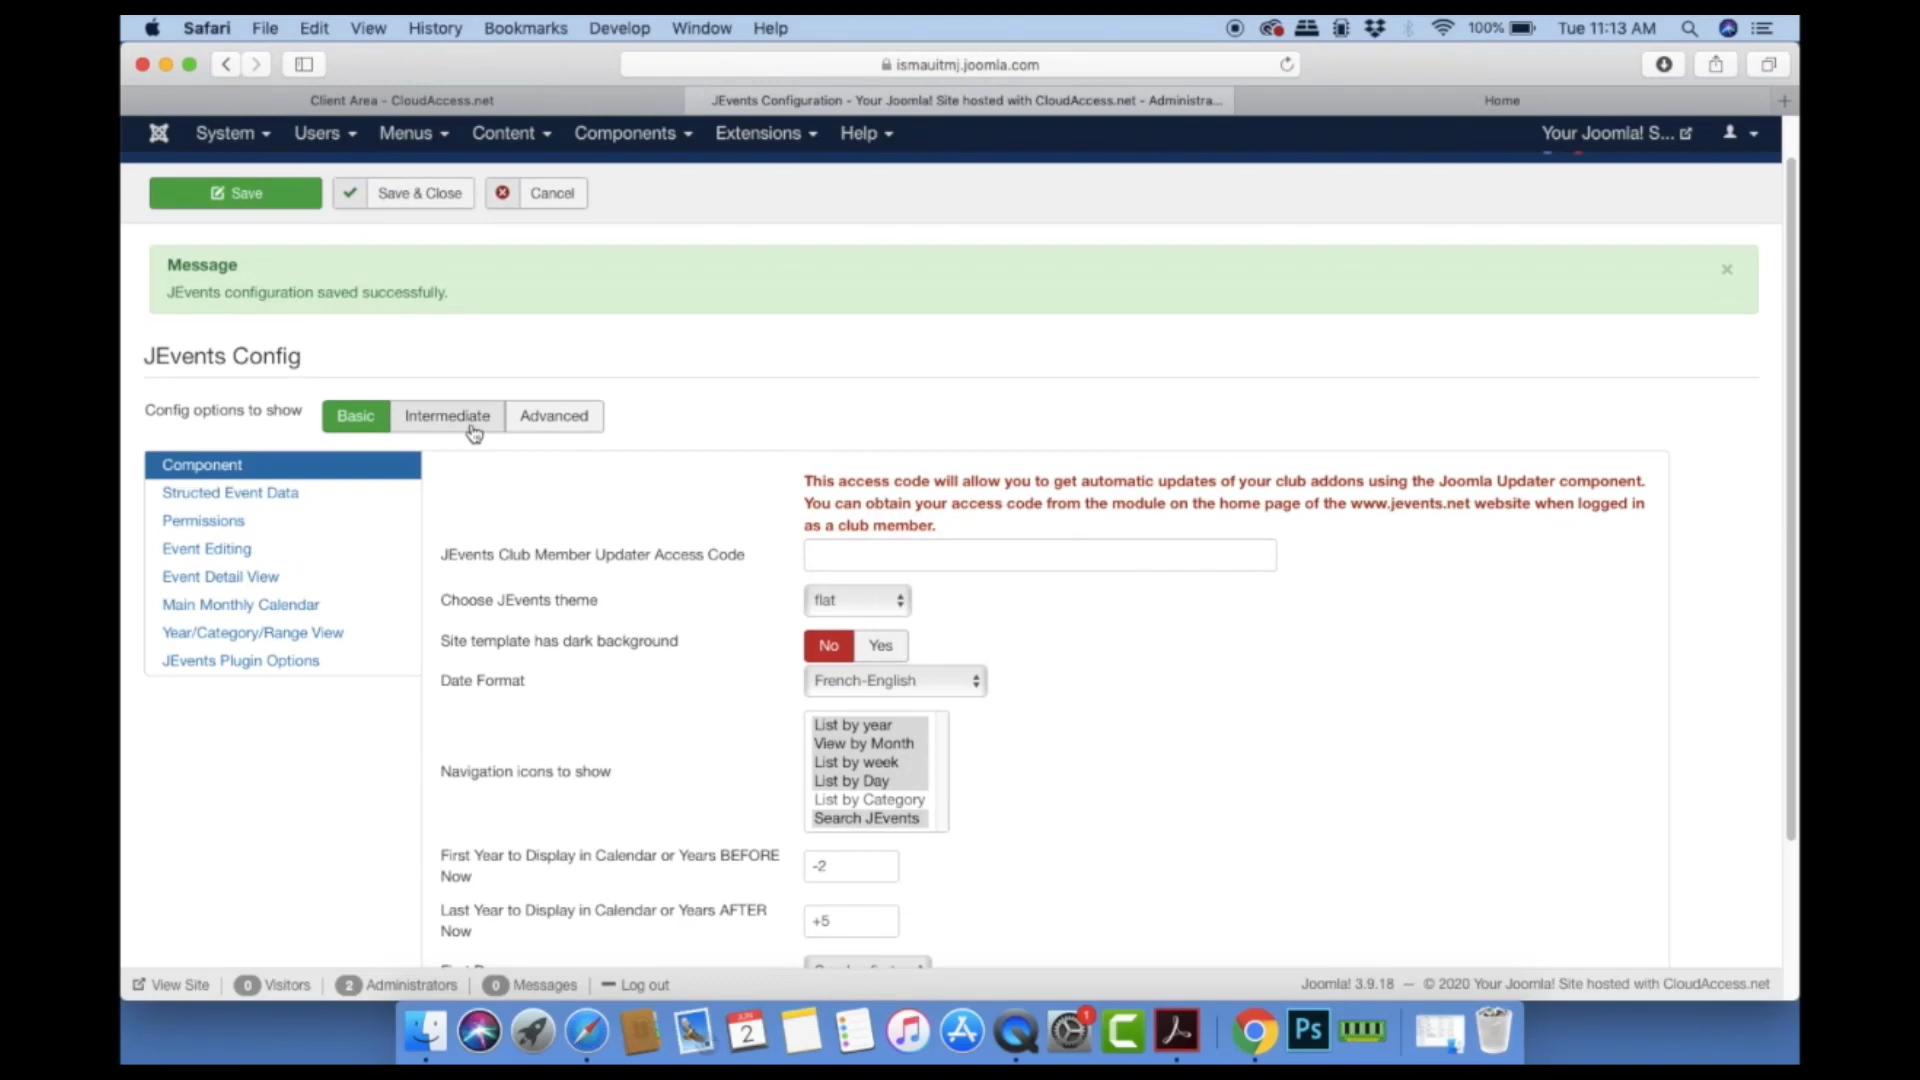 Safari File Edit View History Bookmarks Develop Window Help 100% Tue 11:13 AM
ismauitmj.joomla.com
Client Area - CloudAccess.net JEvents Configuration - Your Joomla! Site hosted with CloudAccess.net - Administra... Home
System Users Menus Content Components Extensions Help Your Joomla! S...
Save Save & Close Cancel
Message
JEvents configuration saved successfully.
JEvents Config
Config options to show Basic Intermediate Advanced
Component
Structed Event Data
Permissions
Event Editing
Event Detail View
Main Monthly Calendar
Year/Category/Range View
JEvents Plugin Options
This access code will allow you to get automatic updates of your club addons using the Joomla Updater component.
You can obtain your access code from the module on the home page of the www.jevents.net website when logged in
as a club member.
JEvents Club Member Updater Access Code
Choose JEvents theme flat
Site template has dark background No Yes
Date Format French-English
Navigation icons to show
List by year
View by Month
List by week
List by Day
List by Category
Search JEvents
First Year to Display in Calendar or Years BEFORE
Now
-2
Last Year to Display in Calendar or Years AFTER
Now
+5
View Site 0 Visitors 2 Administrators 0 Messages Log out Joomla! 3.9.18 — © 2020 Your Joomla! Site hosted with CloudAccess.net
JUN
2
1
Ps